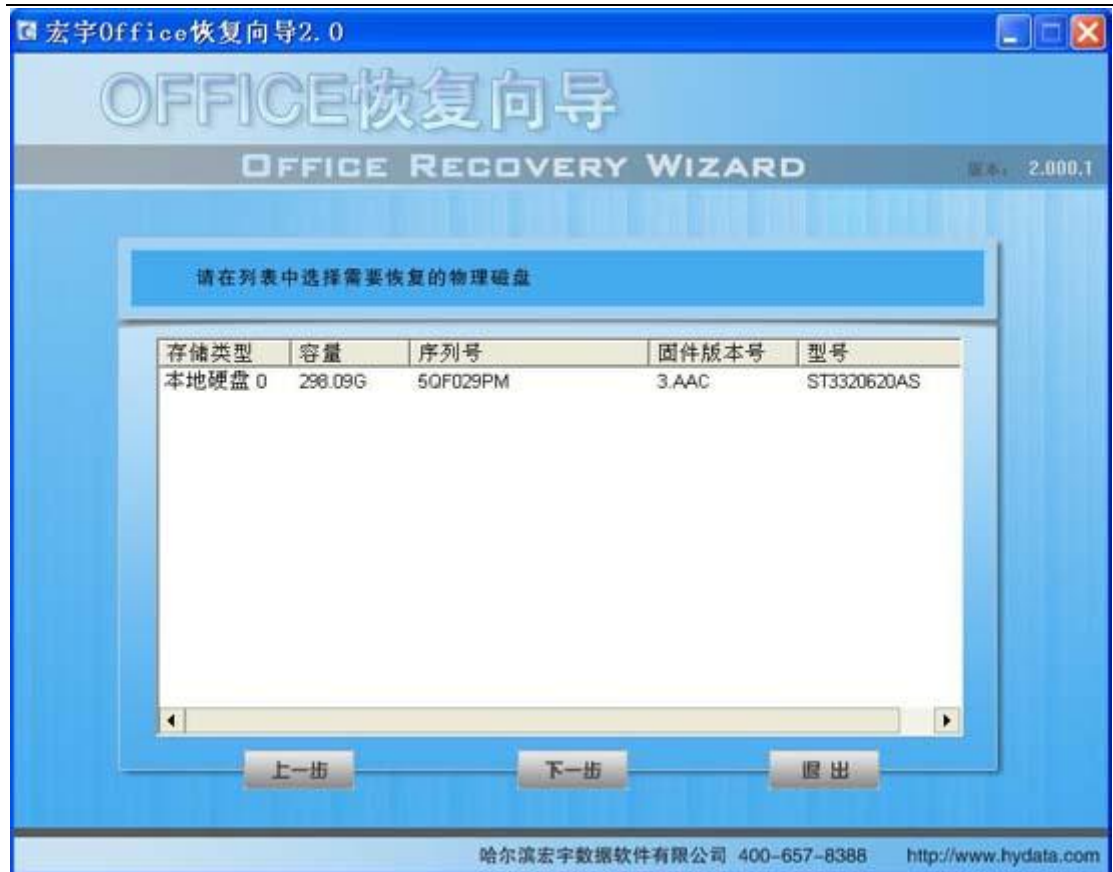 宏宇Office恢复向导2.0
OFFICE恢复向导
OFFICE RECOVERY WIZARD
版本： 2.000.1
请在列表中选择需要恢复的物理磁盘
存储类型 容量 序列号 固件版本号 型号
本地硬盘 0 298.09G 5QF029PM 3.AAC ST3320620AS
上一步 下一步 退出
哈尔滨宏宇数据软件有限公司 400-657-8388 http://www.hydata.com